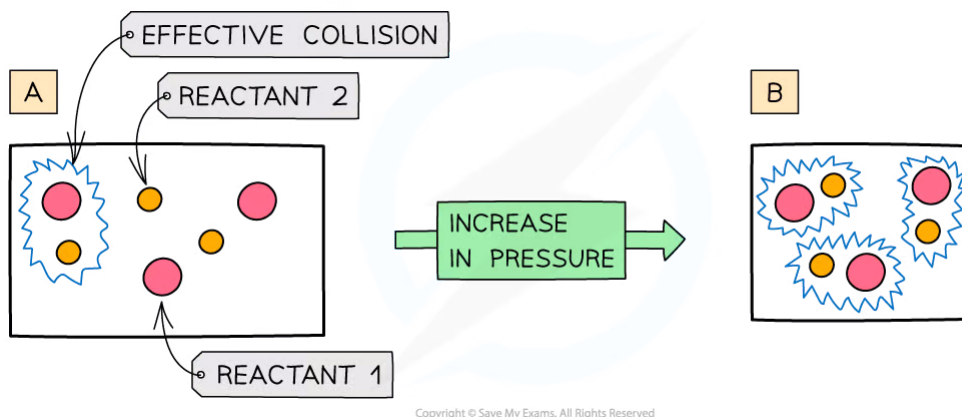 EFFECTIVE COLLISION
A
REACTANT 2
B
INCREASE
IN PRESSURE
REACTANT 1
Copyright © Save My Exams. All Rights Reserved